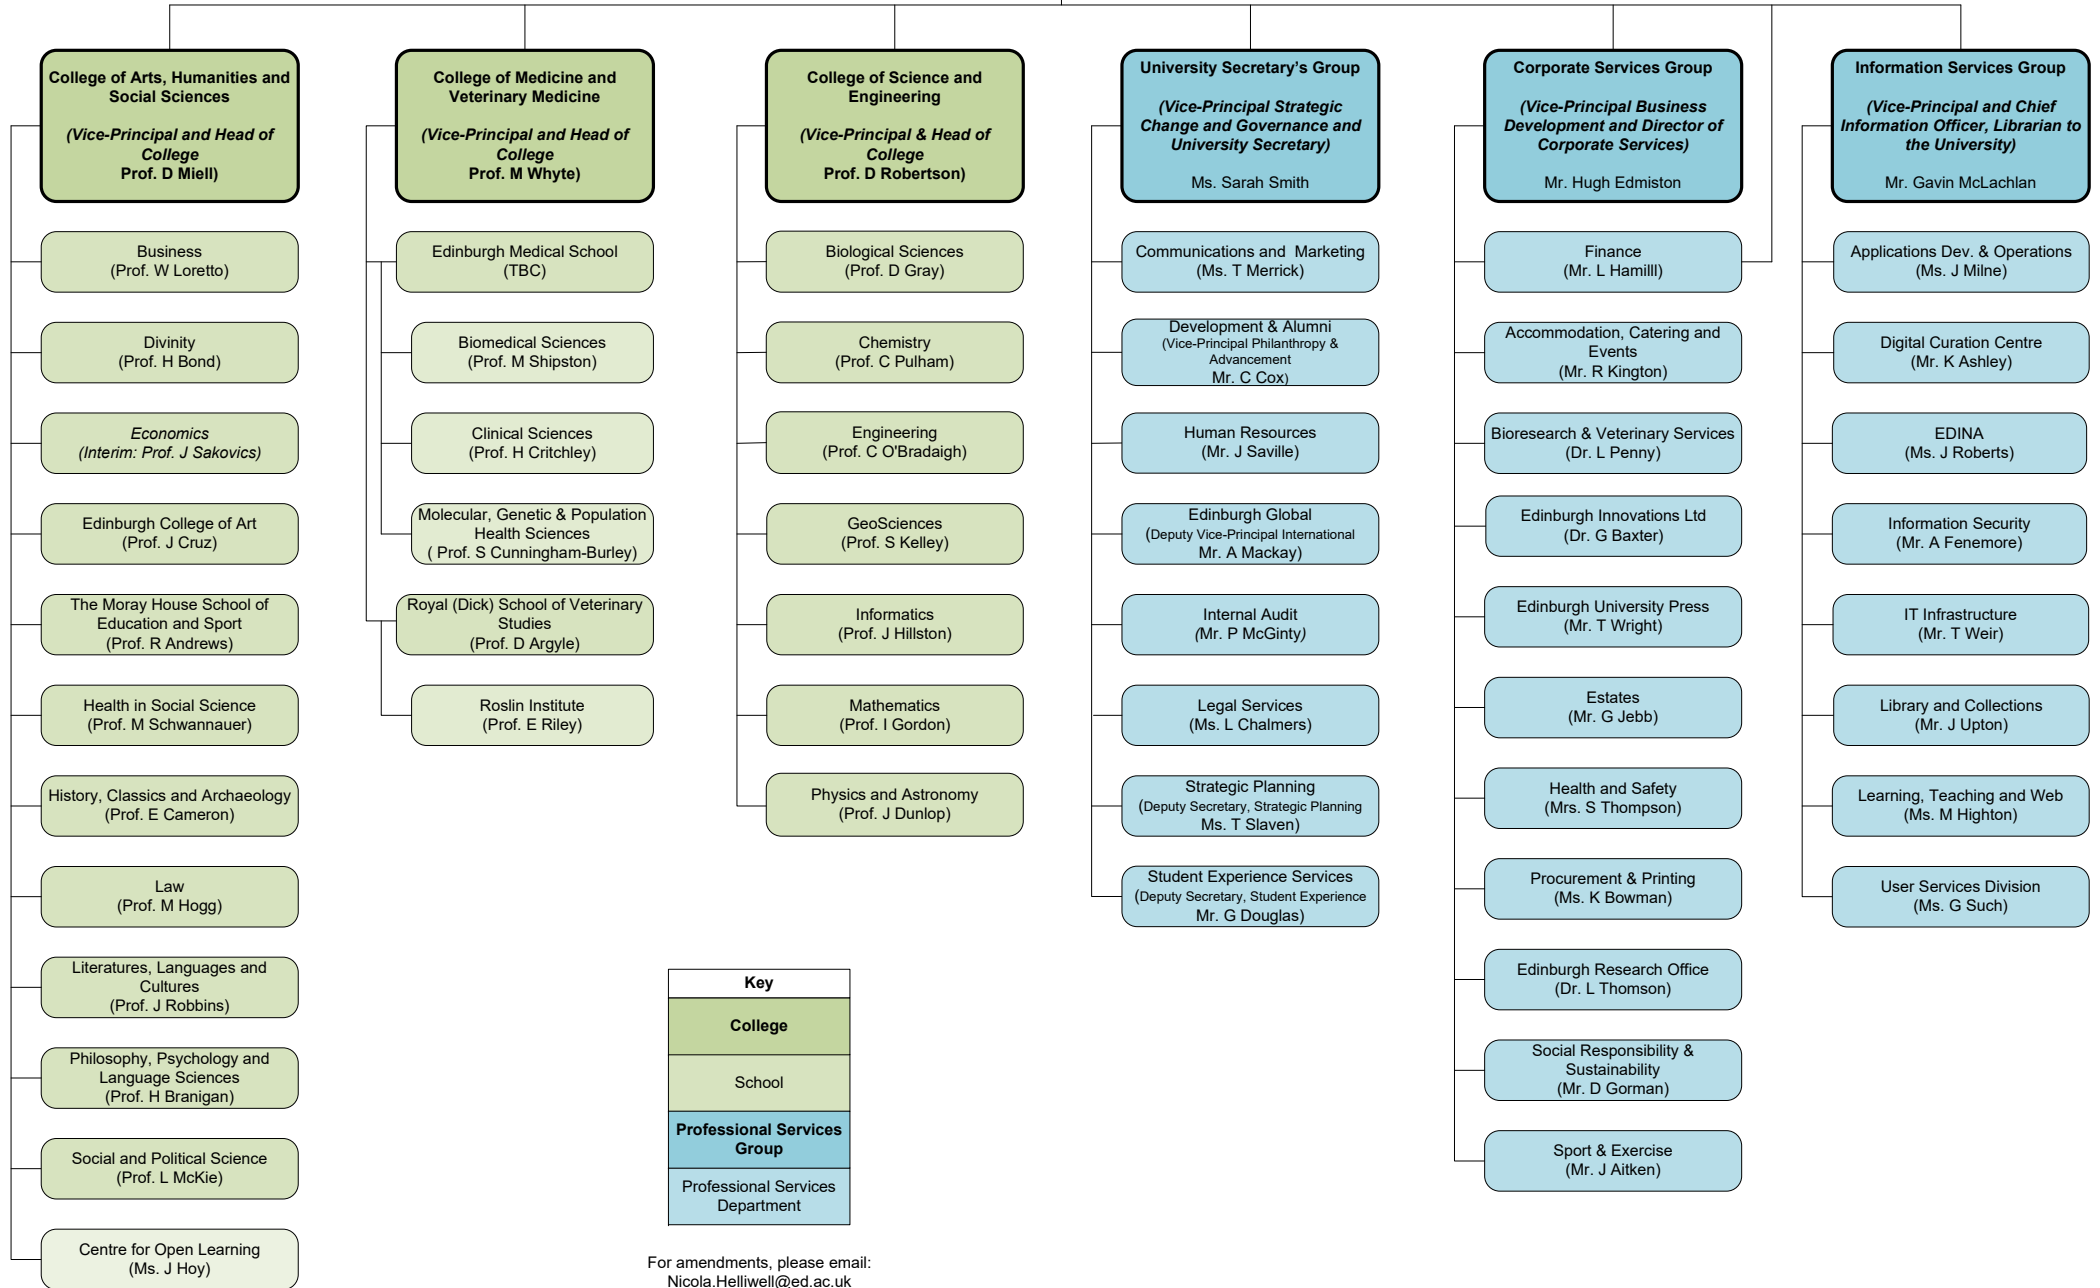 College of Arts, Humanities and
Social Sciences
(Vice-Principal and Head of
College
Prof. D Miell)
Business
(Prof. W Loretto)
Divinity
(Prof. H Bond)
Economics
(Interim: Prof. J Sakovics)
Edinburgh College of Art
(Prof. J Cruz)
The Moray House School of
Education and Sport
(Prof. R Andrews)
Health in Social Science
(Prof. M Schwannauer)
History, Classics and Archaeology
(Prof. E Cameron)
Law
(Prof. M Hogg)
Literatures, Languages and
Cultures
(Prof. J Robbins)
Philosophy, Psychology and
Language Sciences
(Prof. H Branigan)
Social and Political Science
(Prof. L McKie)
Centre for Open Learning
(Ms. J Hoy)
College of Medicine and
Veterinary Medicine
(Vice-Principal and Head of
College
Prof. M Whyte)
Edinburgh Medical School
(TBC)
Biomedical Sciences
(Prof. M Shipston)
Clinical Sciences
(Prof. H Critchley)
Molecular, Genetic & Population
Health Sciences
( Prof. S Cunningham-Burley)
Royal (Dick) School of Veterinary
Studies
(Prof. D Argyle)
Roslin Institute
(Prof. E Riley)
College of Science and
Engineering
(Vice-Principal & Head of
College
Prof. D Robertson)
Biological Sciences
(Prof. D Gray)
Chemistry
(Prof. C Pulham)
Engineering
(Prof. C O'Bradaigh)
GeoSciences
(Prof. S Kelley)
Informatics
(Prof. J Hillston)
Mathematics
(Prof. I Gordon)
Physics and Astronomy
(Prof. J Dunlop)
University Secretary's Group
(Vice-Principal Strategic
Change and Governance and
University Secretary)
Ms. Sarah Smith
Communications and Marketing
(Ms. T Merrick)
Development & Alumni
(Vice-Principal Philanthropy &
Advancement
Mr. C Cox)
Human Resources
(Mr. J Saville)
Edinburgh Global
(Deputy Vice-Principal International
Mr. A Mackay)
Internal Audit
(Mr. P McGinty)
Legal Services
(Ms. L Chalmers)
Strategic Planning
(Deputy Secretary, Strategic Planning
Ms. T Slaven)
Student Experience Services
(Deputy Secretary, Student Experience
Mr. G Douglas)
Corporate Services Group
(Vice-Principal Business
Development and Director of
Corporate Services)
Mr. Hugh Edmiston
Finance
(Mr. L Hamilll)
Accommodation, Catering and
Events
(Mr. R Kington)
Bioresearch & Veterinary Services
(Dr. L Penny)
Edinburgh Innovations Ltd
(Dr. G Baxter)
Edinburgh University Press
(Mr. T Wright)
Estates
(Mr. G Jebb)
Health and Safety
(Mrs. S Thompson)
Procurement & Printing
(Ms. K Bowman)
Edinburgh Research Office
(Dr. L Thomson)
Social Responsibility &
Sustainability
(Mr. D Gorman)
Sport & Exercise
(Mr. J Aitken)
Information Services Group
(Vice-Principal and Chief
Information Officer, Librarian to
the University)
Mr. Gavin McLachlan
Applications Dev. & Operations
(Ms. J Milne)
Digital Curation Centre
(Mr. K Ashley)
EDINA
(Ms. J Roberts)
Information Security
(Mr. A Fenemore)
IT Infrastructure
(Mr. T Weir)
Library and Collections
(Mr. J Upton)
Learning, Teaching and Web
(Ms. M Highton)
User Services Division
(Ms. G Such)
Key
College
School
Professional Services
Group
Professional Services
Department
For amendments, please email:
Nicola.Helliwell@ed.ac.uk